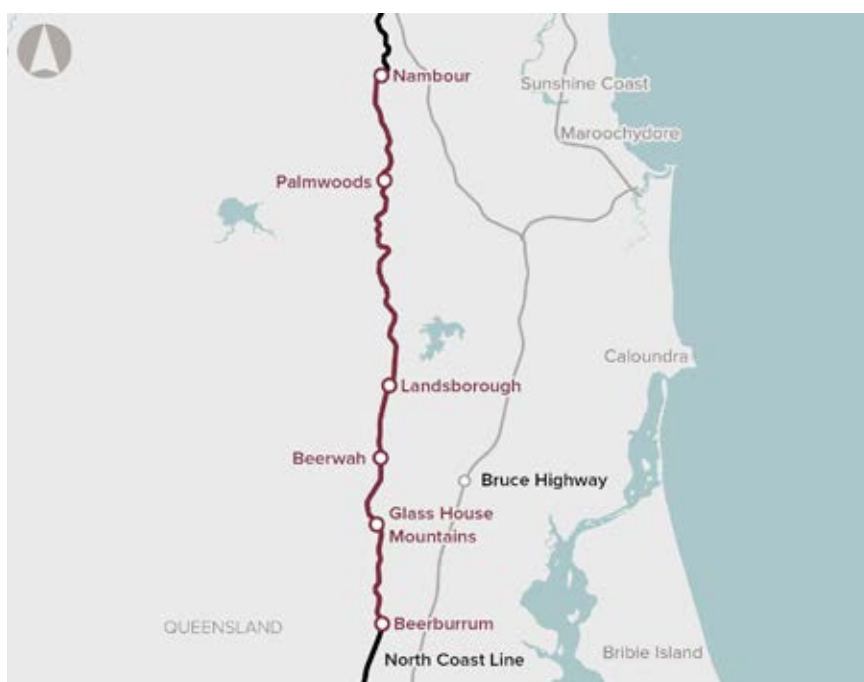 Nambour
Sunshine Coast
Maroochydore
Palmwoods
Caloundra
Landsborough
Beerwah
Bruce Highway
Glass House
Mountains
Beerburrum
QUEENSLAND
Bribie Island
North Coast Line